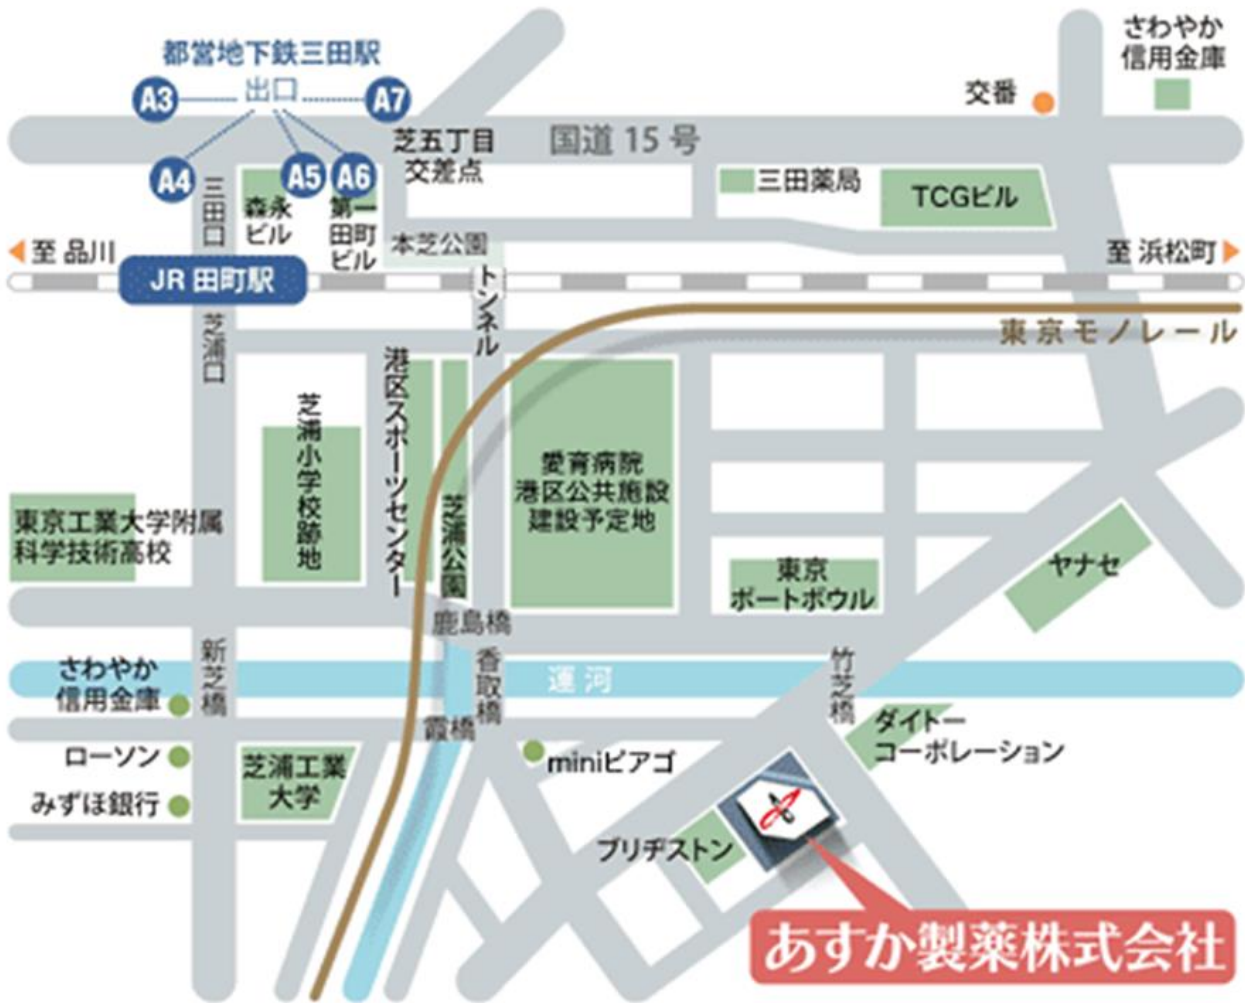 さわやか
信用金庫
都営地下鉄三田駅
出口
A3
A7
交番
芝五丁目
交差点
国道 15 号
A4
A5
A6
三田口
森永
ビル
第一
田町
ビル
三田薬局
TCGビル
本芝公園
至 品川
至 浜松町
JR 田町駅
トンネル
芝浦口
東京モノレール
港区スポーツセンター
芝浦小学校跡地
愛育病院
港区公共施設
建設予定地
芝浦公園
東京工業大学附属
科学技術高校
東京
ポートボウル
ヤナセ
鹿島橋
新芝橋
香取橋
運河
竹芝橋
さわやか
信用金庫
霞橋
ダイトー
コーポレーション
ローソン
芝浦工業
大学
miniピアゴ
みずほ銀行
ブリヂストン
あすか製薬株式会社